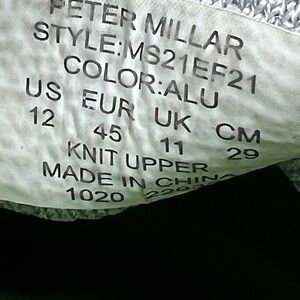 PETER MILLAR
STYLE:MS21EF21
COLOR:ALU
US EUR UK CM
12 45 11 29
KNIT UPPER
MADE IN CHINA
1020